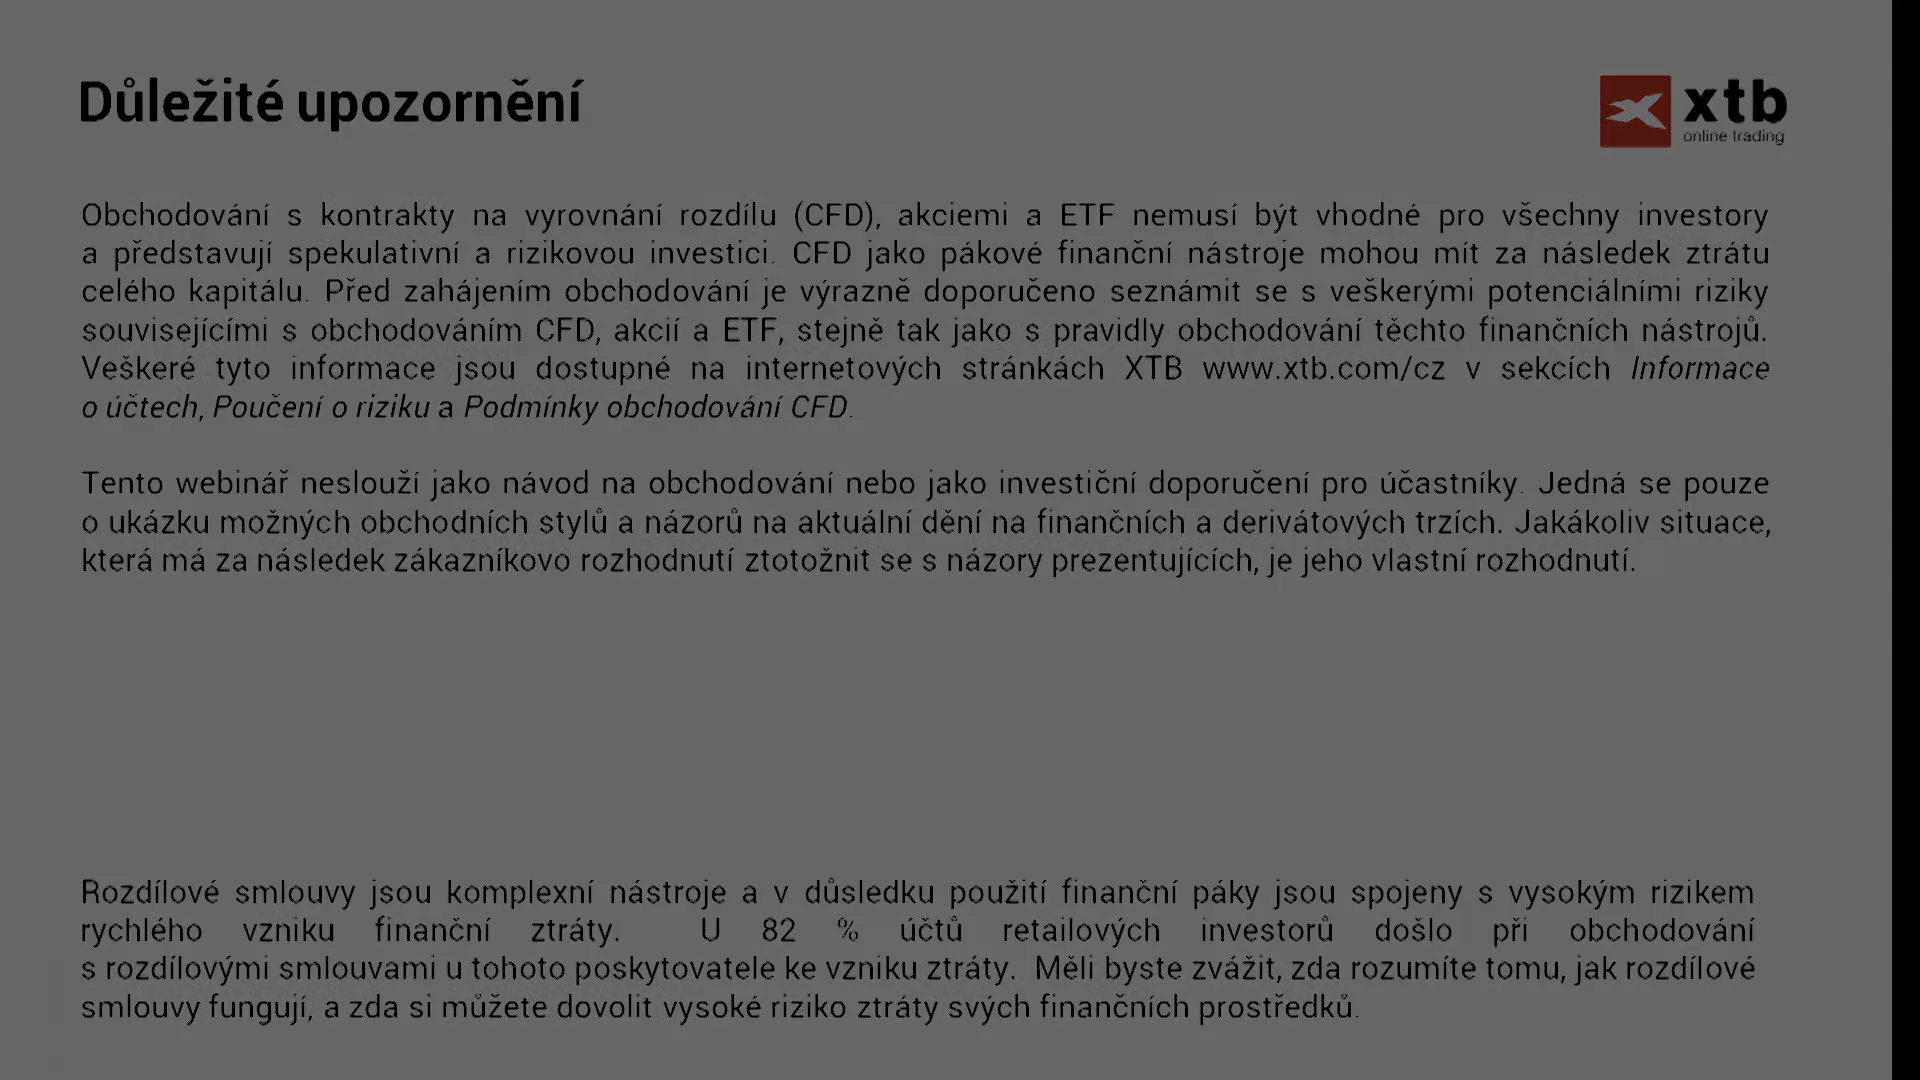 Důležité upozornění
xtb
online trading
Obchodování s kontrakty na vyrovnání rozdílu (CFD), akciemi a ETF nemusí být vhodné pro všechny investory
a představují spekulativní a rizikovou investici. CFD jako pákové finanční nástroje mohou mít za následek ztrátu
celého kapitálu. Před zahájením obchodování je výrazně doporučeno seznámit se s veškerými potenciálními riziky
souvisejícími s obchodováním CFD, akcií a ETF, stejně tak jako s pravidly obchodování těchto finančních nástrojů.
Veškeré tyto informace jsou dostupné na internetových stránkách XTB www.xtb.com/cz v sekcích Informace
o účtech, Poučení o riziku a Podmínky obchodování CFD.
Tento webinář neslouží jako návod na obchodování nebo jako investiční doporučení pro účastníky. Jedná se pouze
o ukázku možných obchodních stylů a názorů na aktuální dění na finančních a derivátových trzích. Jakákoliv situace,
která má za následek zákazníkovo rozhodnutí ztotožnit se s názory prezentujících, je jeho vlastní rozhodnutí.
Rozdílové smlouvy jsou komplexní nástroje a v důsledku použití finanční páky jsou spojeny s vysokým rizikem
rychlého vzniku finanční ztráty. U 82 % účtů retailových investorů došlo při obchodování
s rozdílovými smlouvami u tohoto poskytovatele ke vzniku ztráty. Měli byste zvážit, zda rozumíte tomu, jak rozdílové
smlouvy fungují, a zda si můžete dovolit vysoké riziko ztráty svých finančních prostředků.